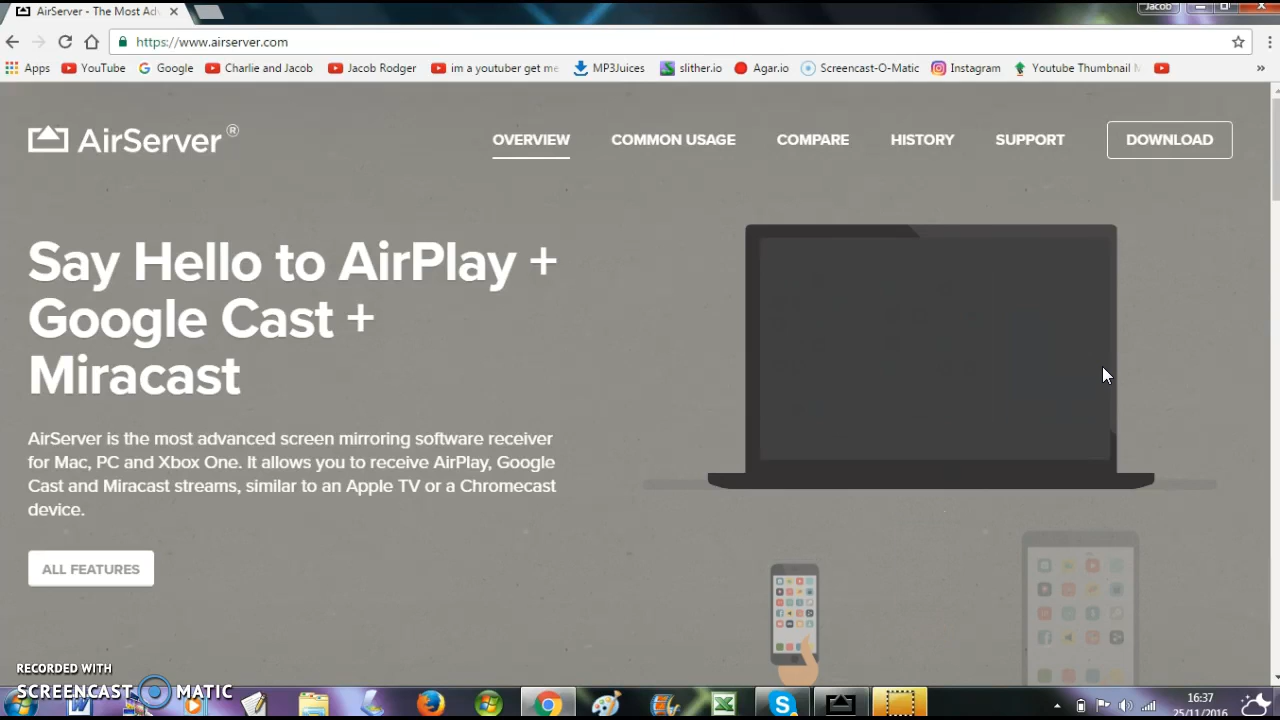 AirServer - The Most Adv
Jacob
https://www.airserver.com
Apps YouTube Google Charlie and Jacob Jacob Rodger im a youtuber get me MP3Juices slither.io Agar.io Screencast-O-Matic Instagram Youtube Thumbnail »
AirServer®
OVERVIEW COMMON USAGE COMPARE HISTORY SUPPORT DOWNLOAD
Say Hello to AirPlay +
Google Cast +
Miracast
AirServer is the most advanced screen mirroring software receiver
for Mac, PC and Xbox One. It allows you to receive AirPlay, Google
Cast and Miracast streams, similar to an Apple TV or a Chromecast
device.
ALL FEATURES
RECORDED WITH
SCREENCAST MATIC
16:37
25/11/2016